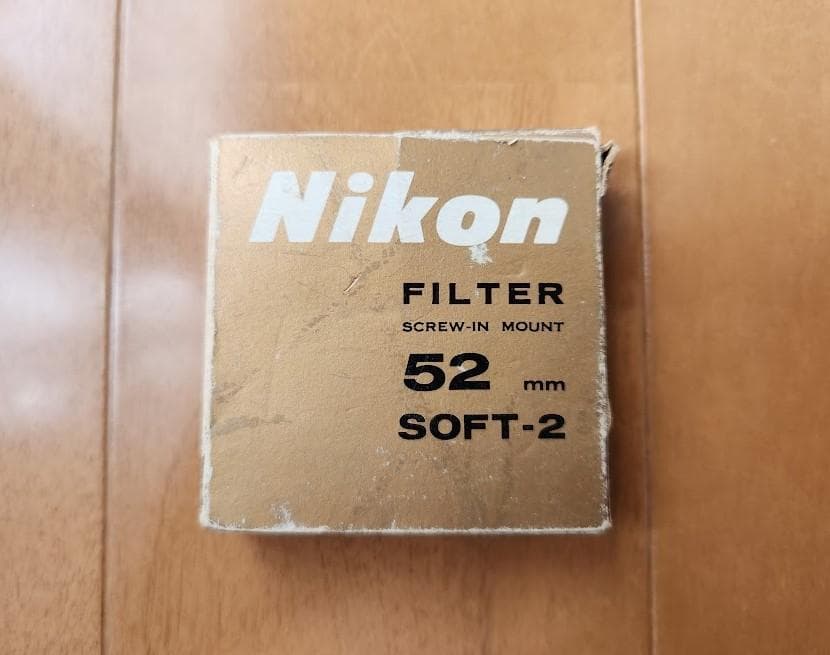 Nikon
FILTER
SCREW-IN MOUNT
52 mm
SOFT-2